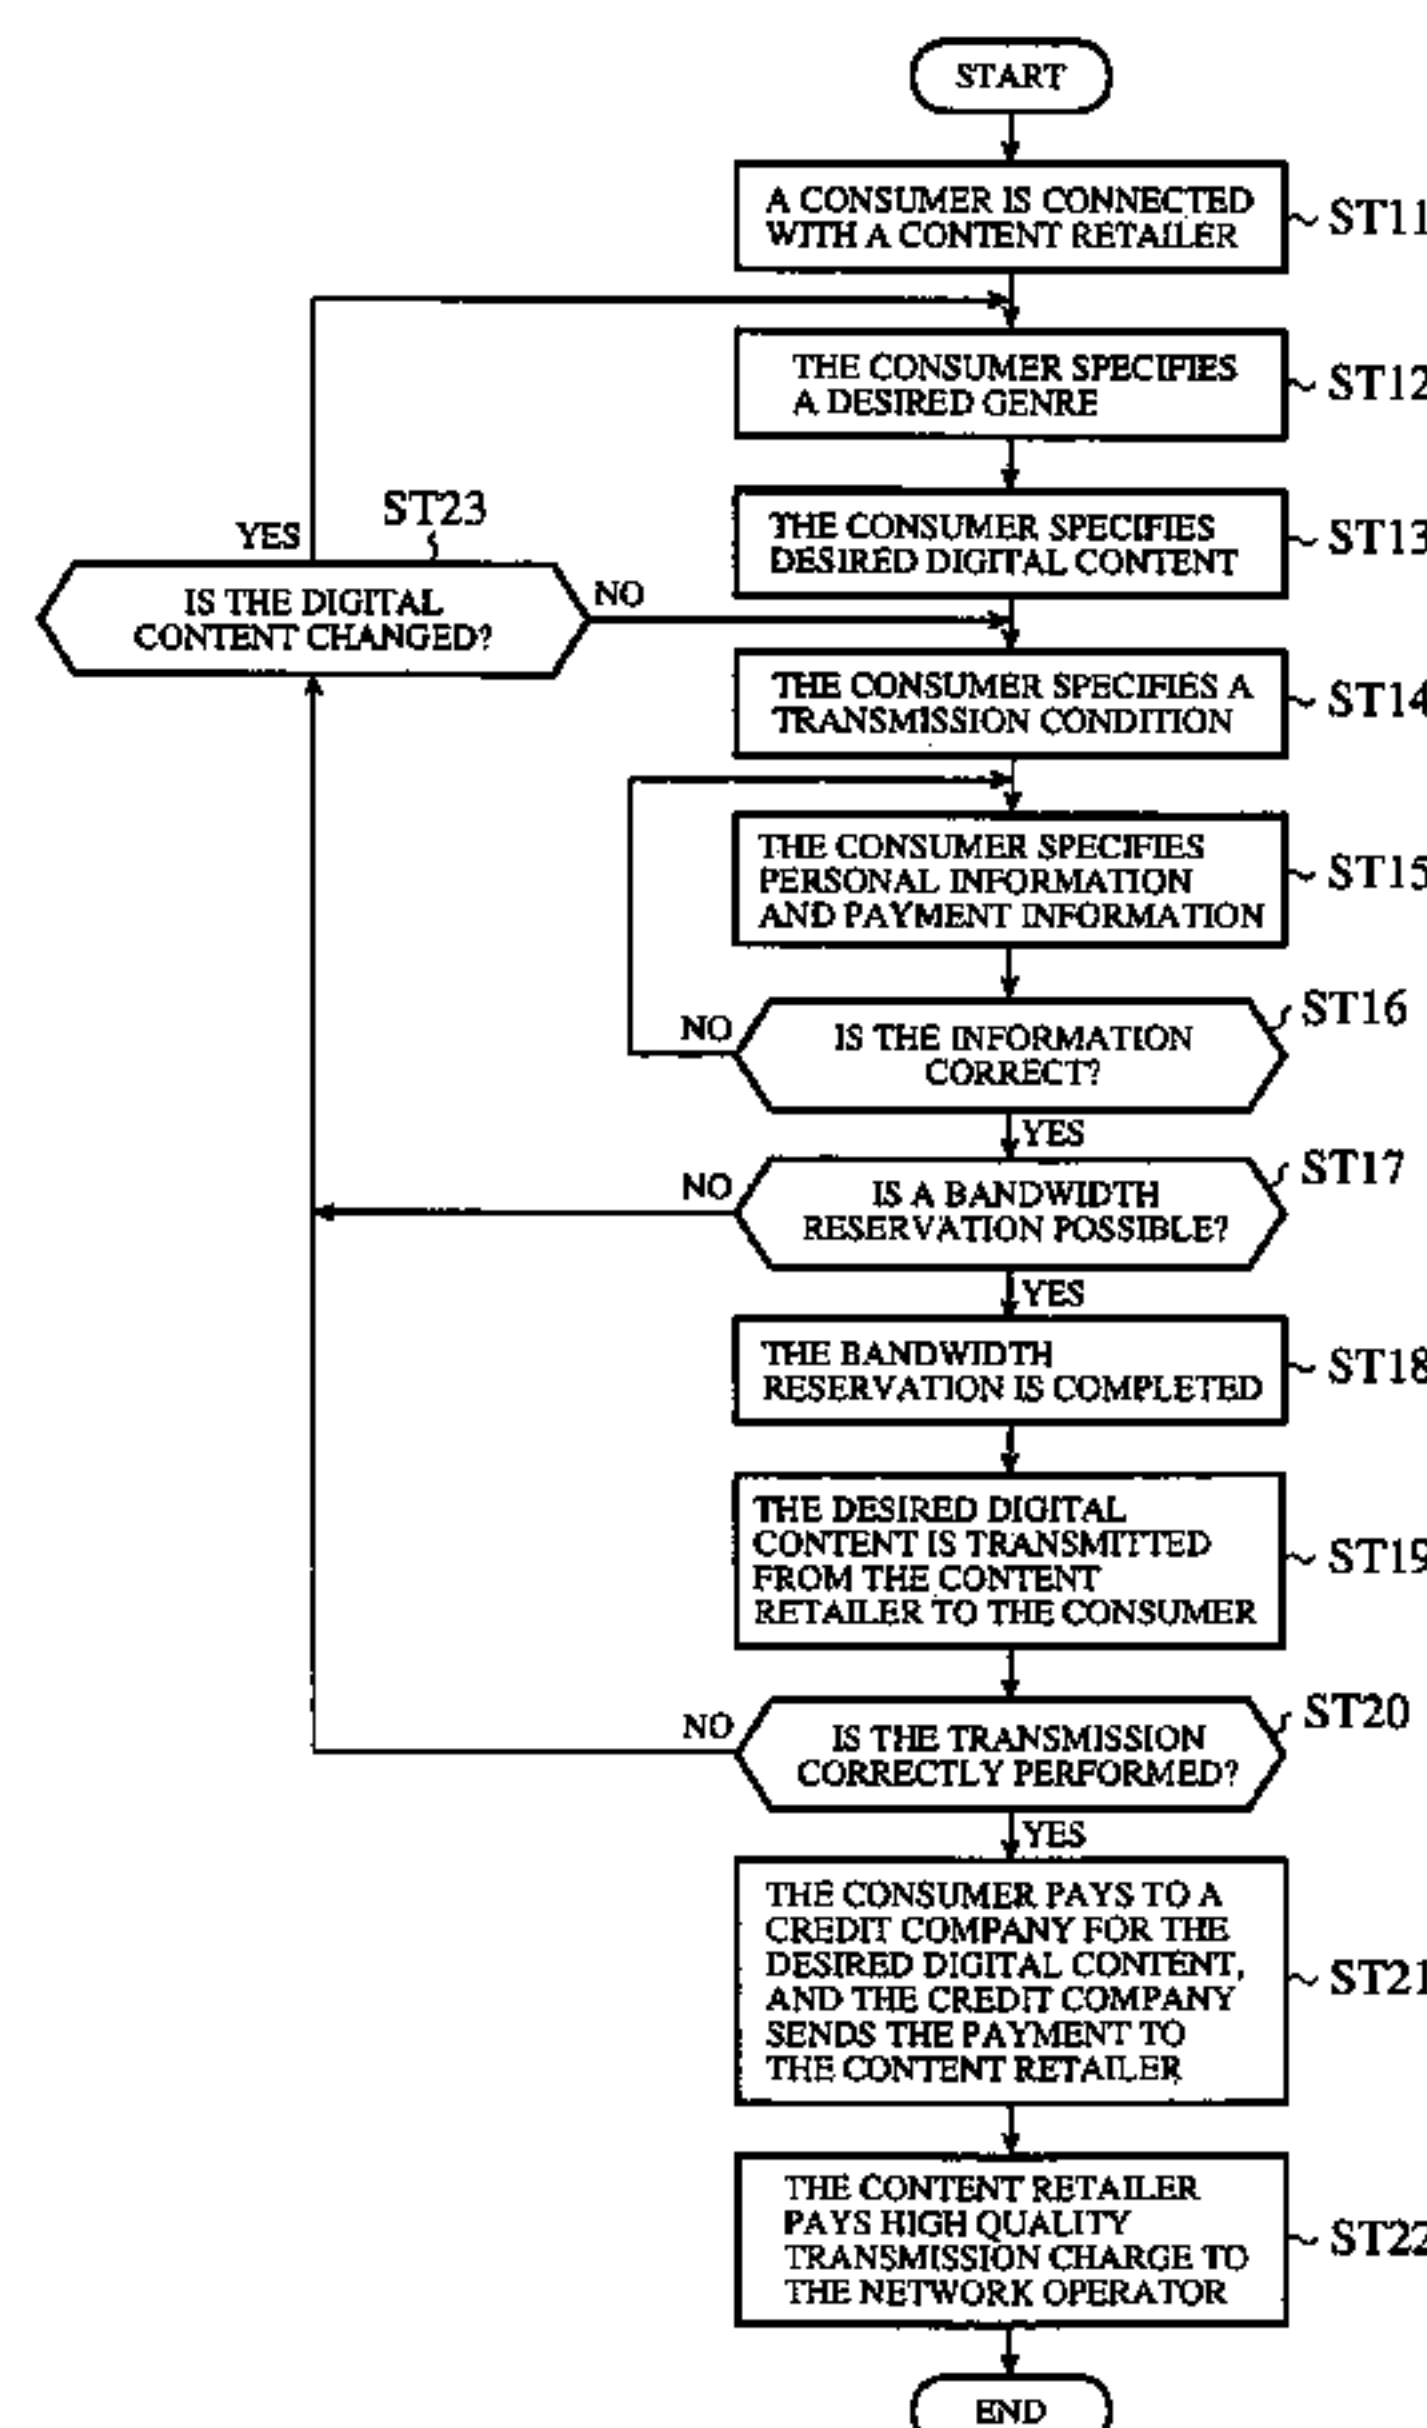 START
A CONSUMER IS CONNECTED
WITH A CONTENT RETAILER
ST11
THE CONSUMER SPECIFIES
A DESIRED GENRE
ST12
THE CONSUMER SPECIFIES
DESIRED DIGITAL CONTENT
ST13
YES
ST23
IS THE DIGITAL
CONTENT CHANGED?
NO
THE CONSUMER SPECIFIES A
TRANSMISSION CONDITION
ST14
THE CONSUMER SPECIFIES
PERSONAL INFORMATION
AND PAYMENT INFORMATION
ST15
NO
IS THE INFORMATION
CORRECT?
ST16
YES
NO
IS A BANDWIDTH
RESERVATION POSSIBLE?
ST17
YES
THE BANDWIDTH
RESERVATION IS COMPLETED
ST18
THE DESIRED DIGITAL
CONTENT IS TRANSMITTED
FROM THE CONTENT
RETAILER TO THE CONSUMER
ST19
NO
IS THE TRANSMISSION
CORRECTLY PERFORMED?
ST20
YES
THE CONSUMER PAYS TO A
CREDIT COMPANY FOR THE
DESIRED DIGITAL CONTENT,
AND THE CREDIT COMPANY
SENDS THE PAYMENT TO
THE CONTENT RETAILER
ST21
THE CONTENT RETAILER
PAYS HIGH QUALITY
TRANSMISSION CHARGE TO
THE NETWORK OPERATOR
ST22
END